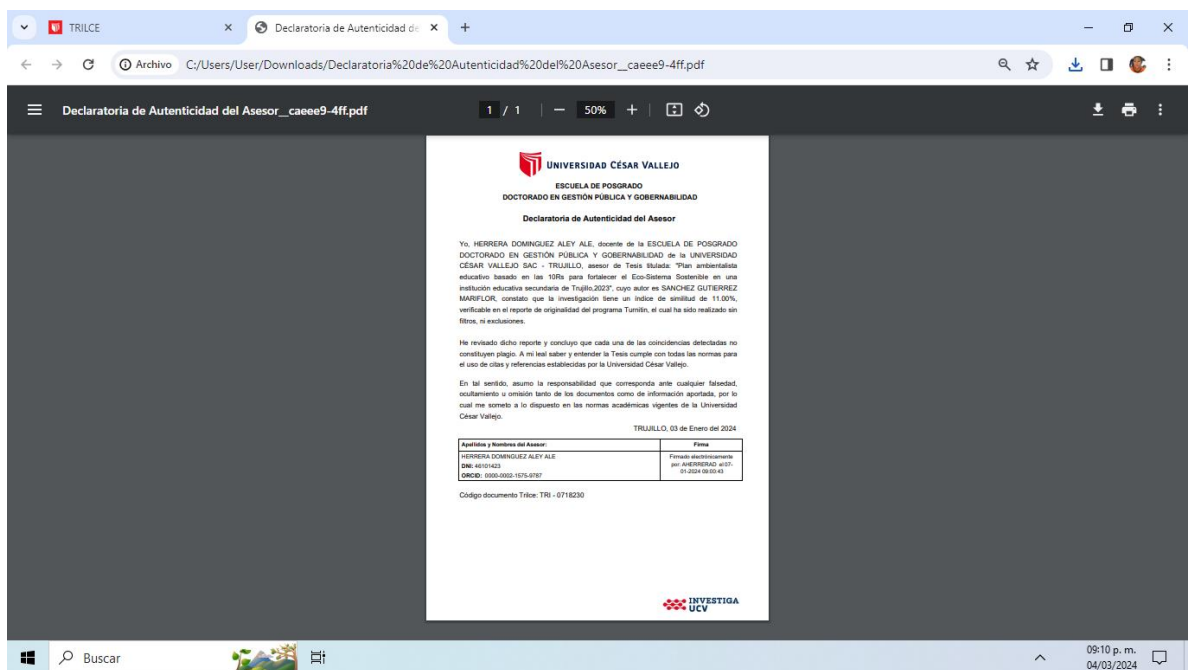 TRILCE
Declaratoria de Autenticidad de
Archivo
C:/Users/User/Downloads/Declaratoria%20de%20Autenticidad%20del%20Asesor__caeee9-4ff.pdf
Declaratoria de Autenticidad del Asesor__caeee9-4ff.pdf
1 / 1
50%
UNIVERSIDAD CÉSAR VALLEJO
ESCUELA DE POSGRADO
DOCTORADO EN GESTIÓN PÚBLICA Y GOBERNABILIDAD
Declaratoria de Autenticidad del Asesor
Yo, HERRERA DOMINGUEZ ALEY ALE, docente de la ESCUELA DE POSGRADO
DOCTORADO EN GESTIÓN PÚBLICA Y GOBERNABILIDAD de la UNIVERSIDAD
CÉSAR VALLEJO SAC - TRUJILLO, asesor de Tesis titulada: "Plan ambientalista
educativo basado en las 10Rs para fortalecer el Eco-Sistema Sostenible en una
institución educativa secundaria de Trujillo,2023", cuyo autor es SANCHEZ GUTIERREZ
MARIFLOR, constato que la investigación tiene un índice de similitud de 11.00%,
verificable en el reporte de originalidad del programa Turnitin, el cual ha sido realizado sin
filtros, ni exclusiones.
He revisado dicho reporte y concluyo que cada una de las coincidencias detectadas no
constituyen plagio. A mi leal saber y entender la Tesis cumple con todas las normas para
el uso de citas y referencias establecidas por la Universidad César Vallejo.
En tal sentido, asumo la responsabilidad que corresponda ante cualquier falsedad,
ocultamiento u omisión tanto de los documentos como de información aportada, por lo
cual me someto a lo dispuesto en las normas académicas vigentes de la Universidad
César Vallejo.
TRUJILLO, 03 de Enero del 2024
Apellidos y Nombres del Asesor:
Firma
HERRERA DOMINGUEZ ALEY ALE
DNI: 46101423
ORCID: 0000-0002-1575-9787
Firmado electrónicamente
por: AHERRERAD el 07-
01-2024 09:00:43
Código documento Trilce: TRI - 0718230
INVESTIGA
UCV
Buscar
09:10 p. m.
04/03/2024